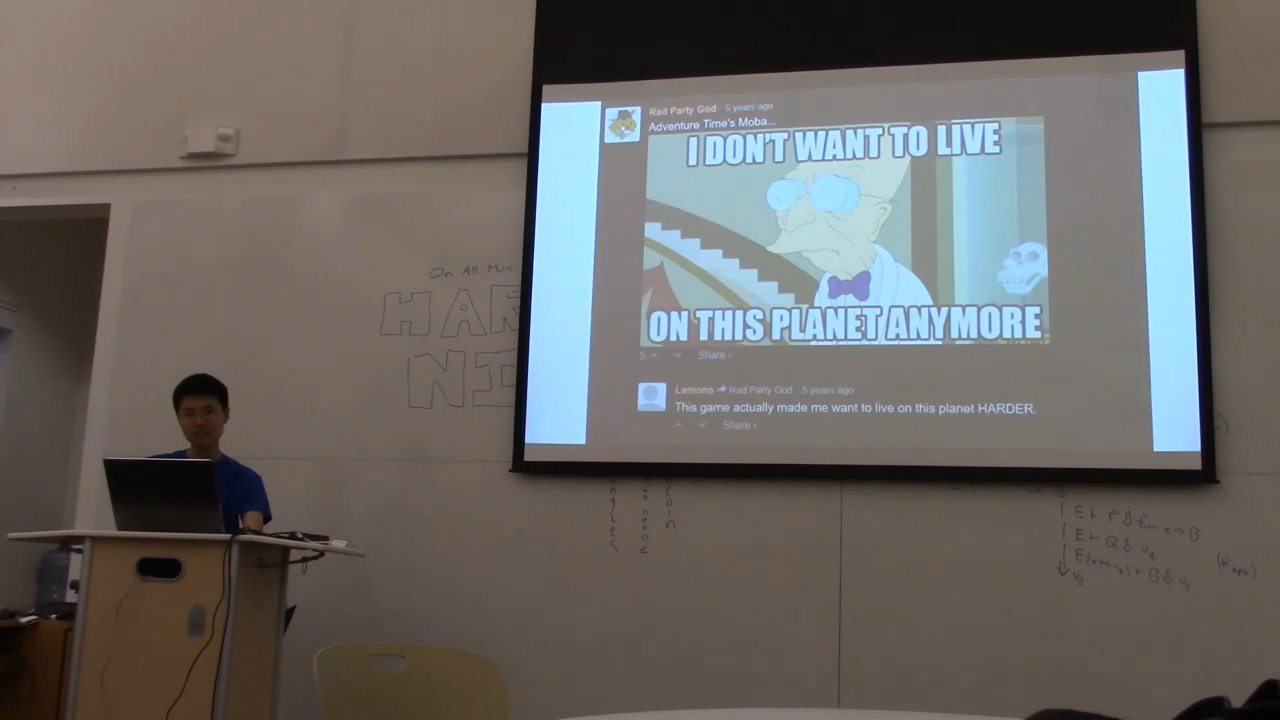 Rad Party God · 5 years ago
Adventure Time's Moba...
I DON'T WANT TO LIVE
ON THIS PLANET ANYMORE
5
Share ›
Lemons → Rad Party God · 5 years ago
This game actually made me want to live on this planet HARDER.
Share ›
On All
HAR
NI